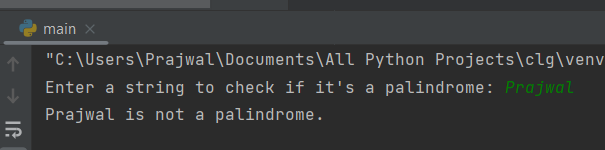 main
"C:\Users\Prajwal\Documents\All Python Projects\clg\venv
Enter a string to check if it's a palindrome: Prajwal
Prajwal is not a palindrome.